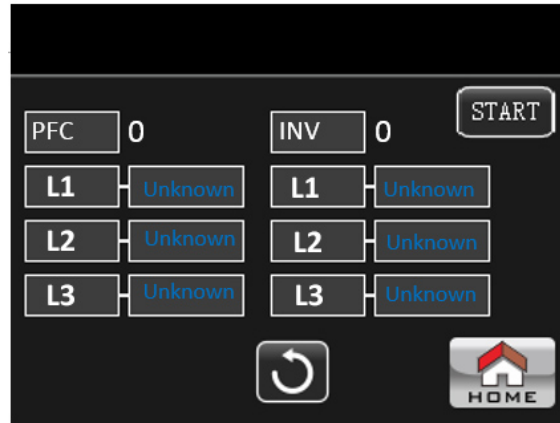 START
PFC 0 INV 0
L1 Unknown L1 Unknown
L2 Unknown L2 Unknown
L3 Unknown L3 Unknown
HOME